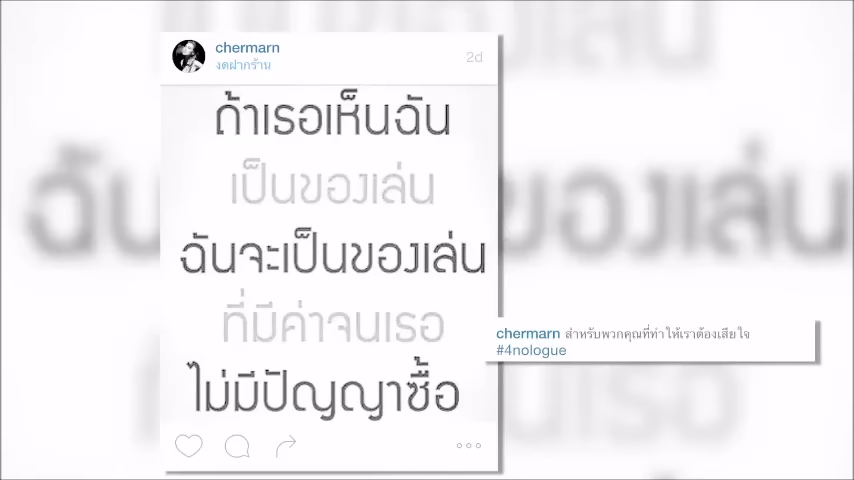 chermarn
งดฝากร้าน
2d
ถ้าเธอเห็นฉัน
เป็นของเล่น
ฉันจะเป็นของเล่น
ที่มีค่าจนเธอ
ไม่มีปัญญาซื้อ
chermarn สำหรับพวกคุณที่ทำให้เราต้องเสียใจ
#4nologue